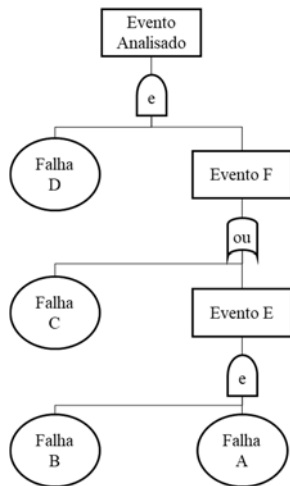 Evento
Analisado
e
Falha
D
Evento F
ou
Falha
C
Evento E
e
Falha
B
Falha
A